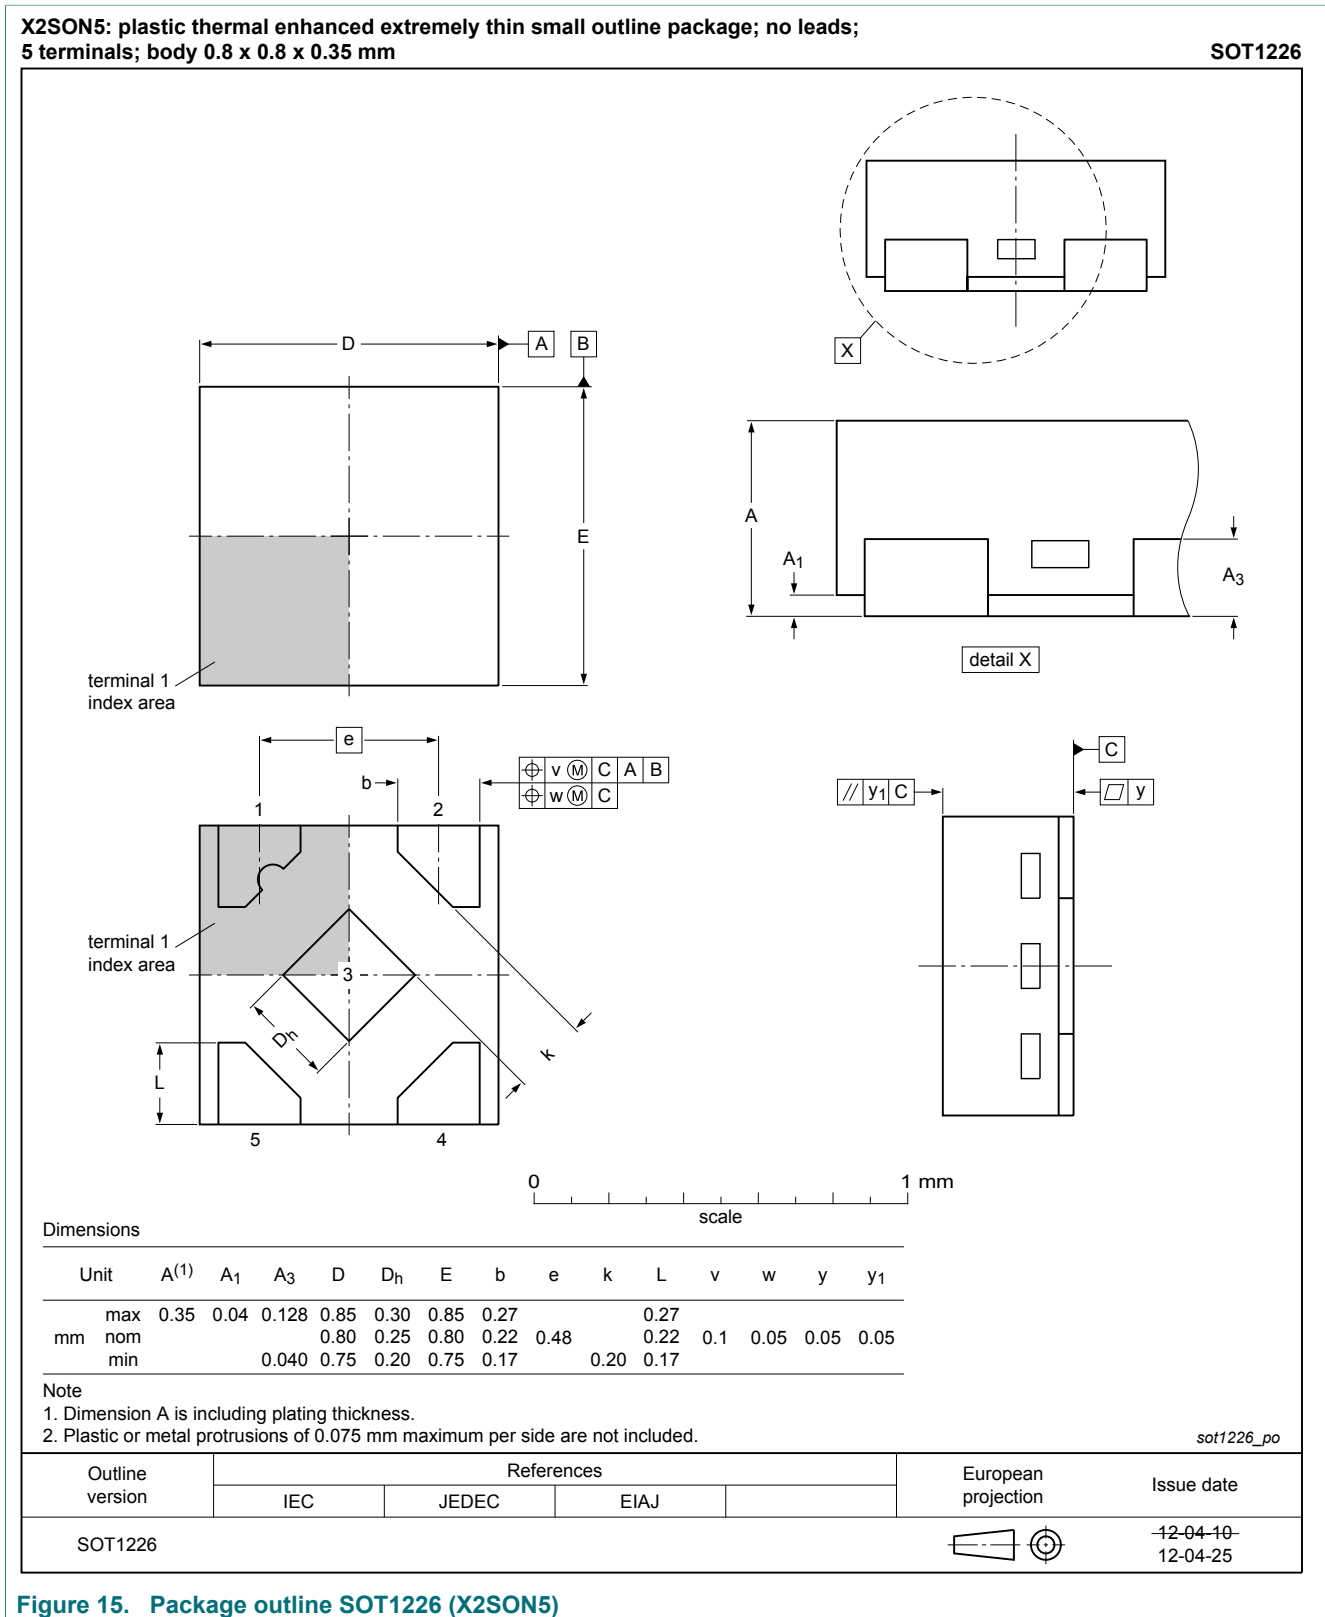 X2SON5: plastic thermal enhanced extremely thin small outline package; no leads;
5 terminals; body 0.8 x 0.8 x 0.35 mm SOT1226
X
D A B
E
terminal 1
index area
A
A1
A3
detail X
e
b
v M C A B
w M C
1 2
terminal 1
index area
3
Dh
k
L
5 4
C
// y1 C
y
0 1 mm
scale
Dimensions
Unit A(1) A1 A3 D Dh E b e k L v w y y1
max 0.35 0.04 0.128 0.85 0.30 0.85 0.27 0.27
mm nom 0.80 0.25 0.80 0.22 0.48 0.22 0.1 0.05 0.05 0.05
min 0.040 0.75 0.20 0.75 0.17 0.20 0.17
Note
1. Dimension A is including plating thickness.
2. Plastic or metal protrusions of 0.075 mm maximum per side are not included.
sot1226_po
Outline version References European projection Issue date
IEC JEDEC EIAJ
SOT1226 12-04-10
12-04-25
Figure 15. Package outline SOT1226 (X2SON5)